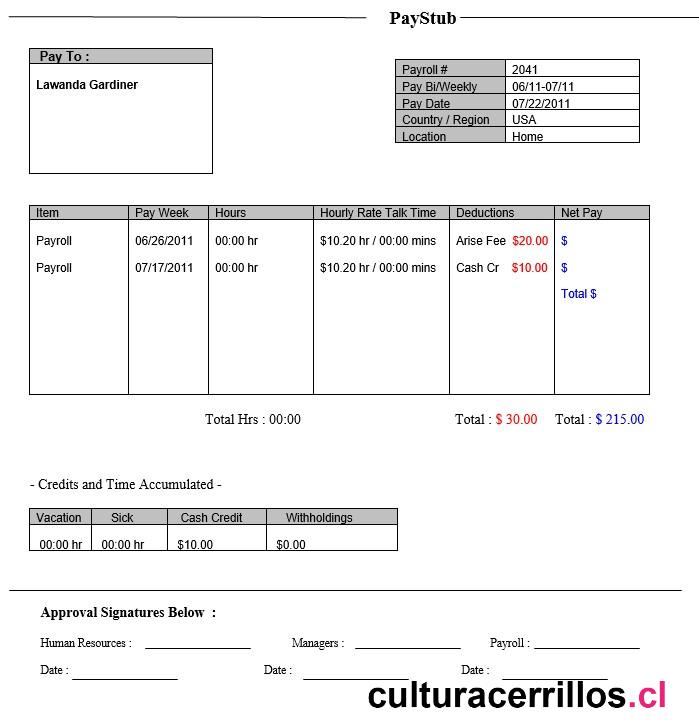 PayStub
Pay To :
Lawanda Gardiner
Payroll # 2041
Pay Bi/Weekly 06/11-07/11
Pay Date 07/22/2011
Country / Region USA
Location Home
Item Pay Week Hours Hourly Rate Talk Time Deductions Net Pay
Payroll 06/26/2011 00:00 hr $10.20 hr / 00:00 mins Arise Fee $20.00 $
Payroll 07/17/2011 00:00 hr $10.20 hr / 00:00 mins Cash Cr $10.00 $
Total $
Total Hrs : 00:00 Total : $ 30.00 Total : $ 215.00
- Credits and Time Accumulated -
Vacation Sick Cash Credit Withholdings
00:00 hr 00:00 hr $10.00 $0.00
Approval Signatures Below :
Human Resources : Managers : Payroll :
Date : Date : Date :
culturacerrillos.cl